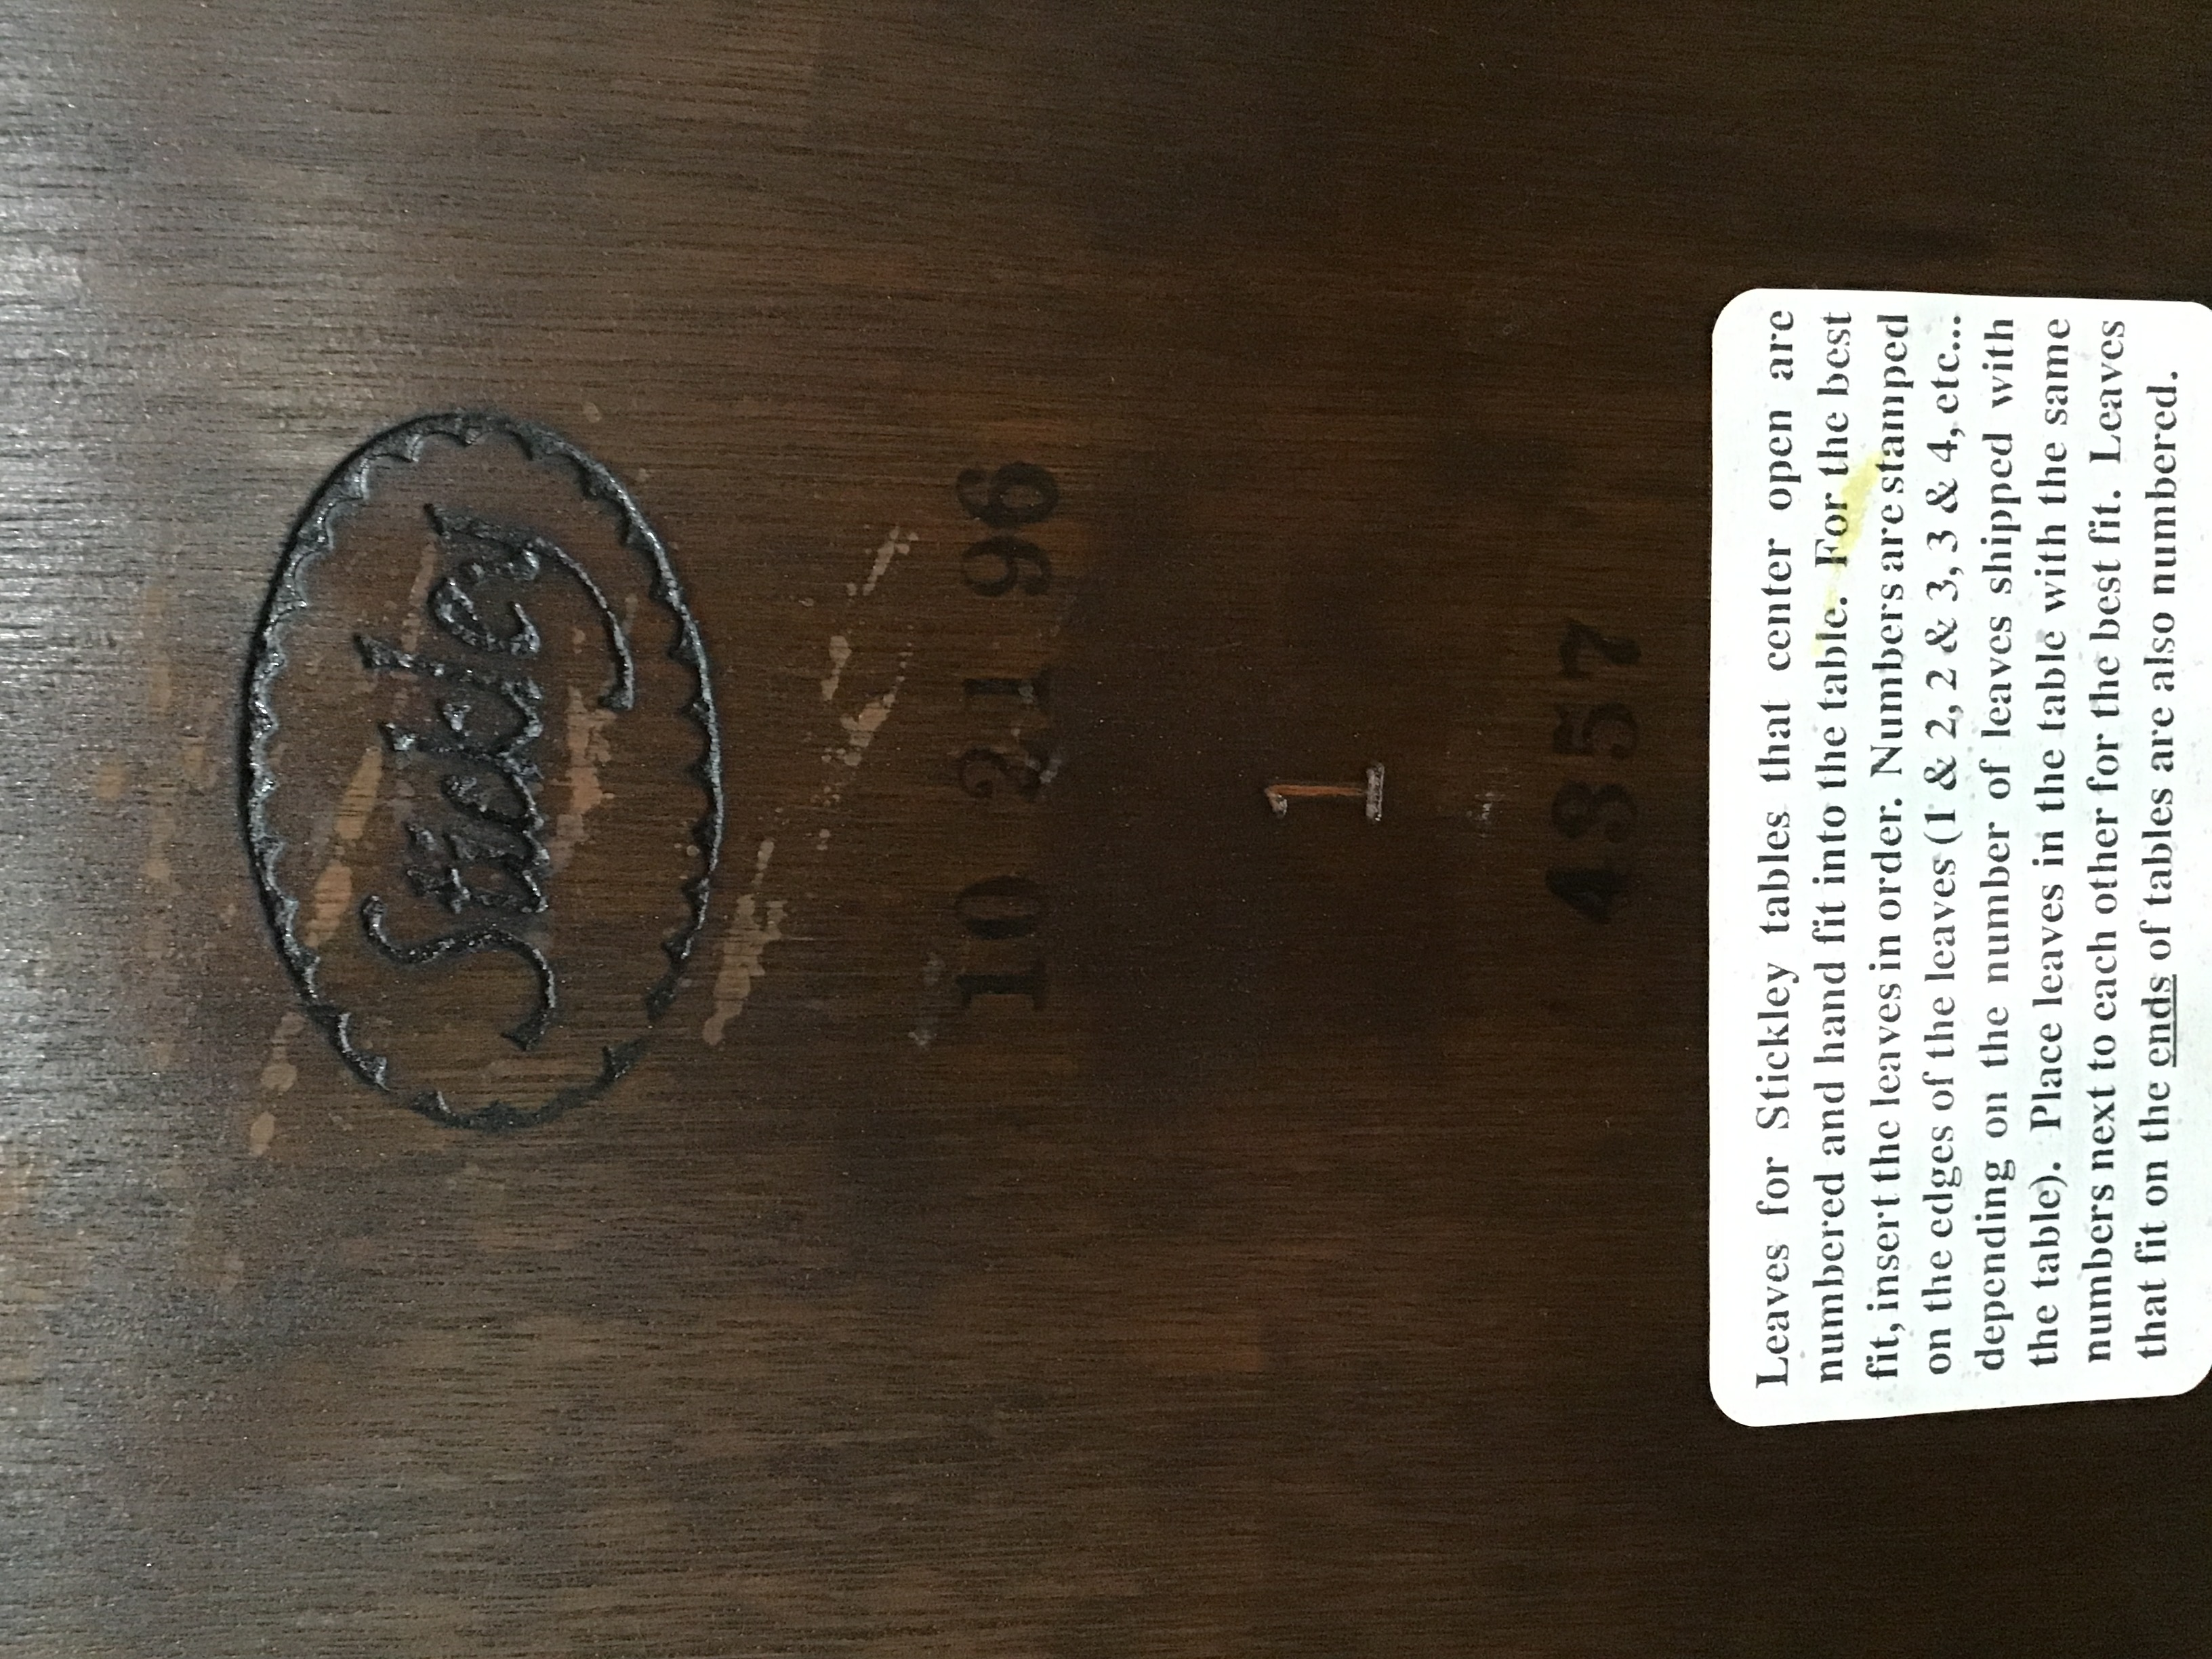 Stickley
10 21 96
1
4857
Leaves for Stickley tables that center open are
numbered and hand fit into the table. For the best
fit, insert the leaves in order. Numbers are stamped
on the edges of the leaves (1 & 2, 2 & 3, 3 & 4, etc...
depending on the number of leaves shipped with
the table). Place leaves in the table with the same
numbers next to each other for the best fit. Leaves
that fit on the ends of tables are also numbered.